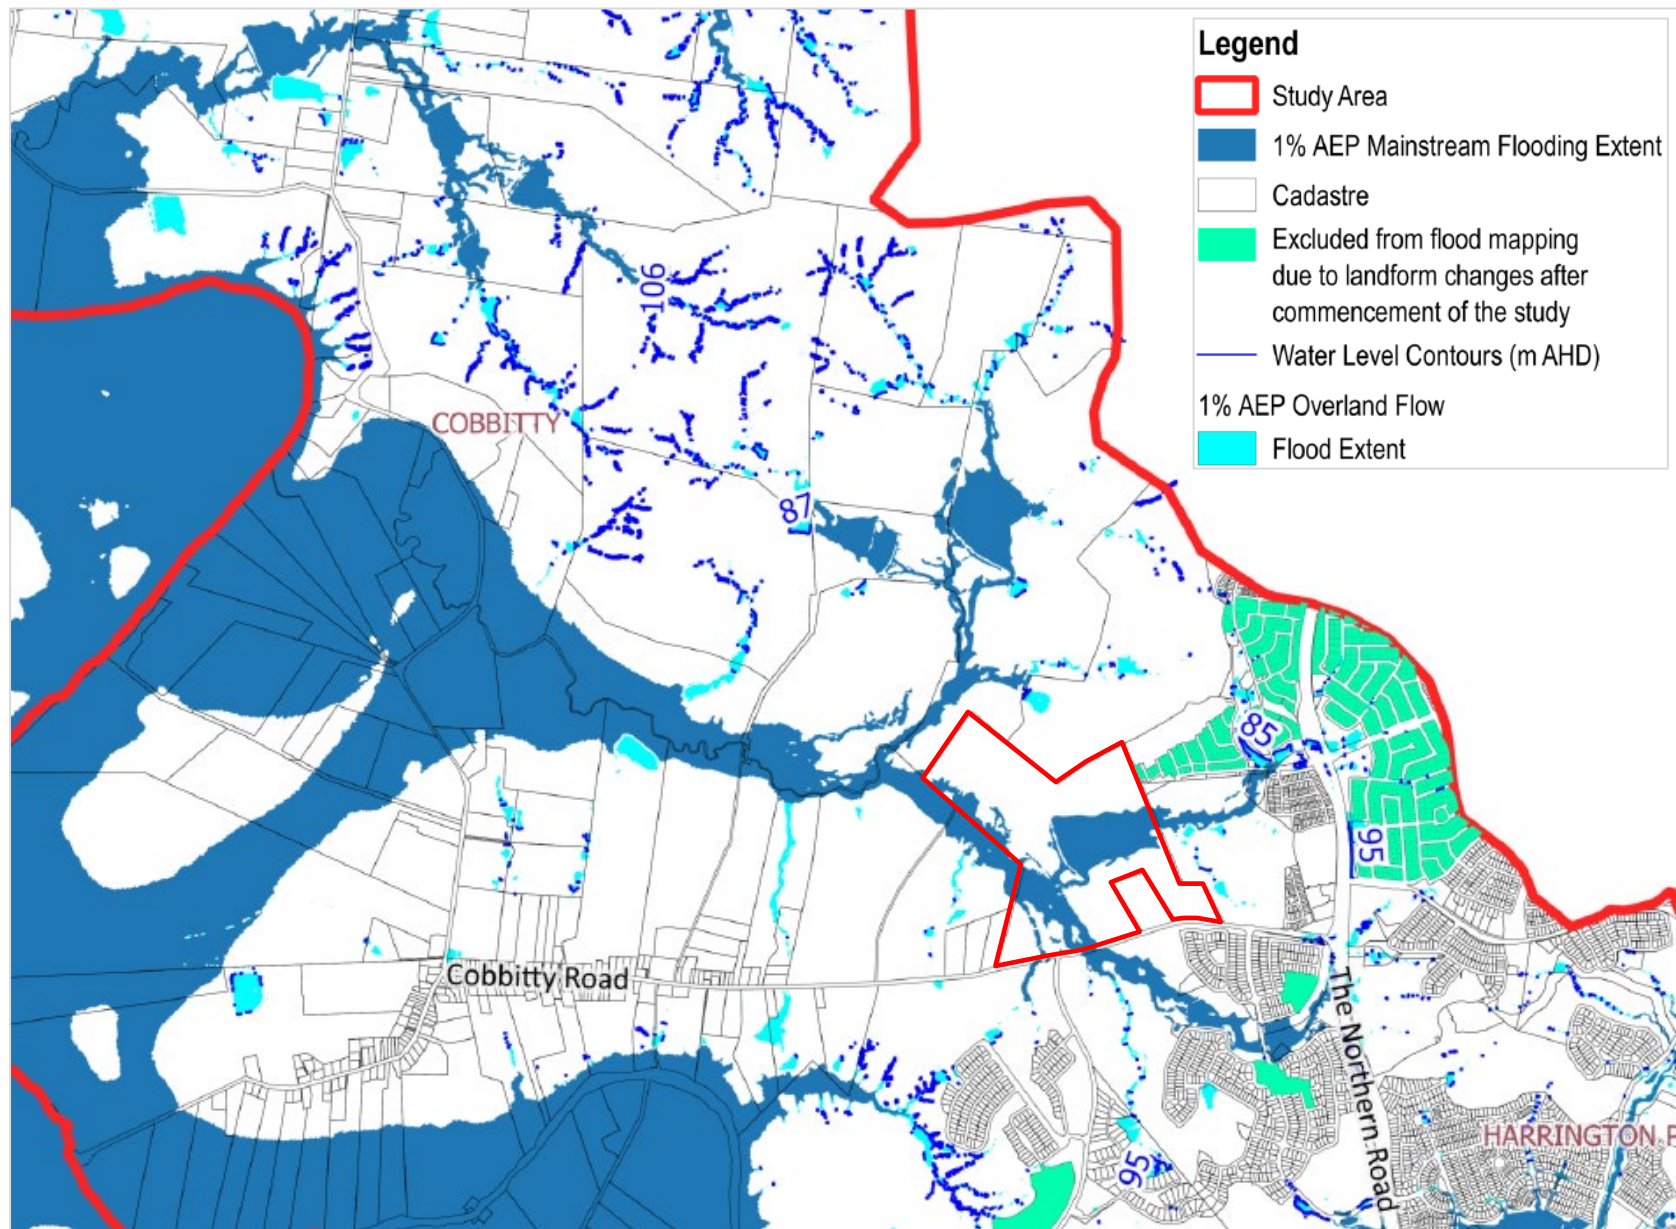 Legend
Study Area
1% AEP Mainstream Flooding Extent
Cadastre
Excluded from flood mapping
due to landform changes after
commencement of the study
Water Level Contours (m AHD)
1% AEP Overland Flow
Flood Extent
106
COBBITTY
87
85
95
Cobbitty Road
The Northern Road
HARRINGTON P
95